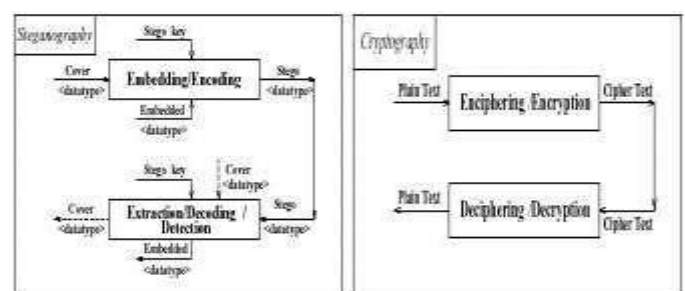 Steganography
Stego key
Cover
<datatype>
Embedding/Encoding
Stego
<datatype>
Embedded
<datatype>
Stego key
Cover
<datatype>
Cover
<datatype>
Extraction/Decoding /
Detection
Stego
<datatype>
Embedded
<datatype>
Cryptography
Plain Text
Enciphering /Encryption
Cipher Text
Plain Text
Deciphering /Decryption
Cipher Text